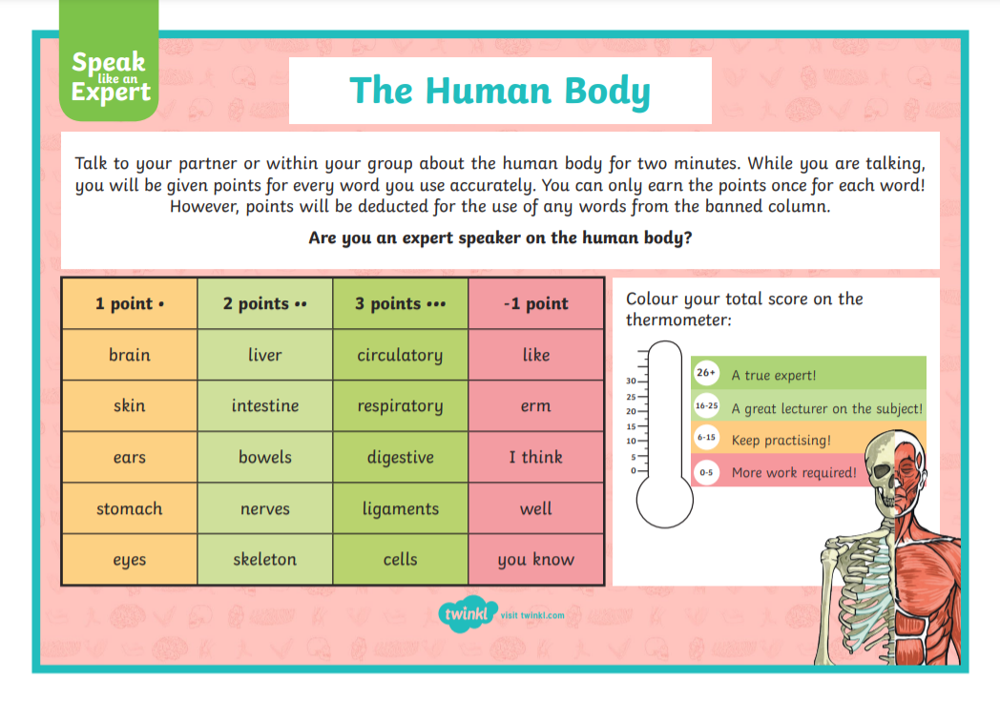 Speak
like an
Expert
The Human Body
Talk to your partner or within your group about the human body for two minutes. While you are talking,
you will be given points for every word you use accurately. You can only earn the points once for each word!
However, points will be deducted for the use of any words from the banned column.
Are you an expert speaker on the human body?
1 point • 2 points •• 3 points ••• -1 point
brain liver circulatory like
skin intestine respiratory erm
ears bowels digestive I think
stomach nerves ligaments well
eyes skeleton cells you know
Colour your total score on the
thermometer:
30
25
20
15
10
5
0
26+ A true expert!
16-25 A great lecturer on the subject!
6-15 Keep practising!
0-5 More work required!
twinkl visit twinkl.com